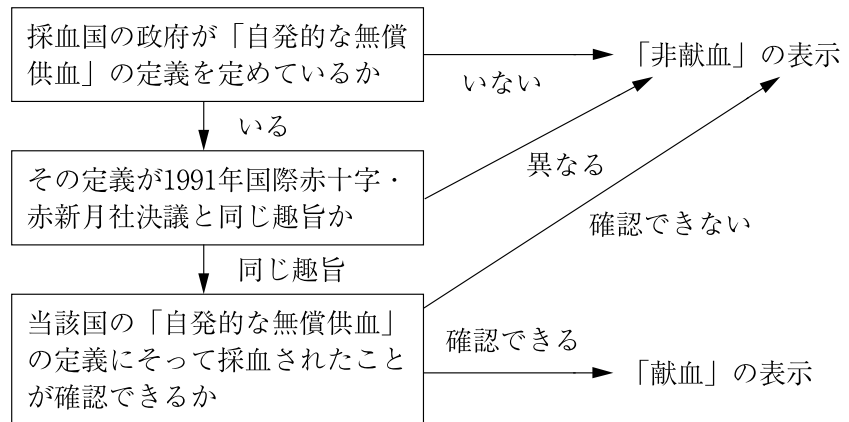 採血国の政府が「自発的な無償
供血」の定義を定めているか
いない
「非献血」の表示
いる
その定義が1991年国際赤十字・
赤新月社決議と同じ趣旨か
異なる
確認できない
同じ趣旨
当該国の「自発的な無償供血」
の定義にそって採血されたこと
が確認できるか
確認できる
「献血」の表示